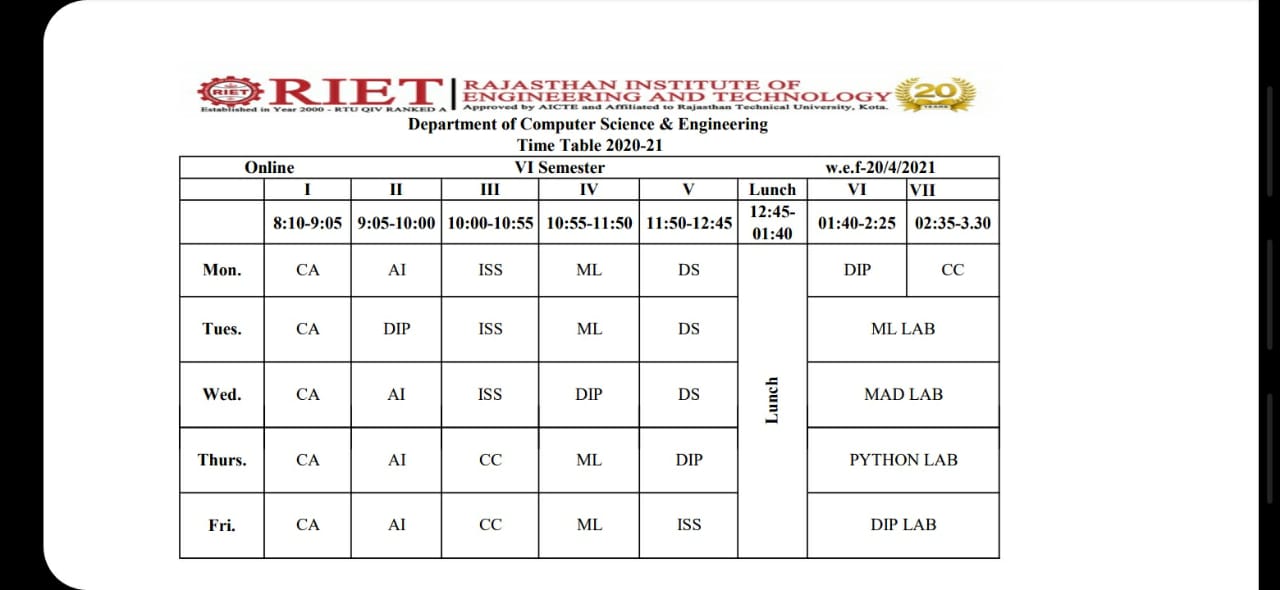 RIET
RIET
RAJASTHAN INSTITUTE OF
ENGINEERING AND TECHNOLOGY
20
YEARS
Established in Year 2000 - RTU QIV RANKED A
Approved by AICTE and Affiliated to Rajasthan Technical University, Kota.
Department of Computer Science & Engineering
Time Table 2020-21
Online VI Semester w.e.f-20/4/2021
I II III IV V Lunch VI VII
8:10-9:05 9:05-10:00 10:00-10:55 10:55-11:50 11:50-12:45 12:45-01:40 01:40-2:25 02:35-3.30
Mon. CA AI ISS ML DS DIP CC
Tues. CA DIP ISS ML DS ML LAB
Wed. CA AI ISS DIP DS MAD LAB
Lunch
Thurs. CA AI CC ML DIP PYTHON LAB
Fri. CA AI CC ML ISS DIP LAB